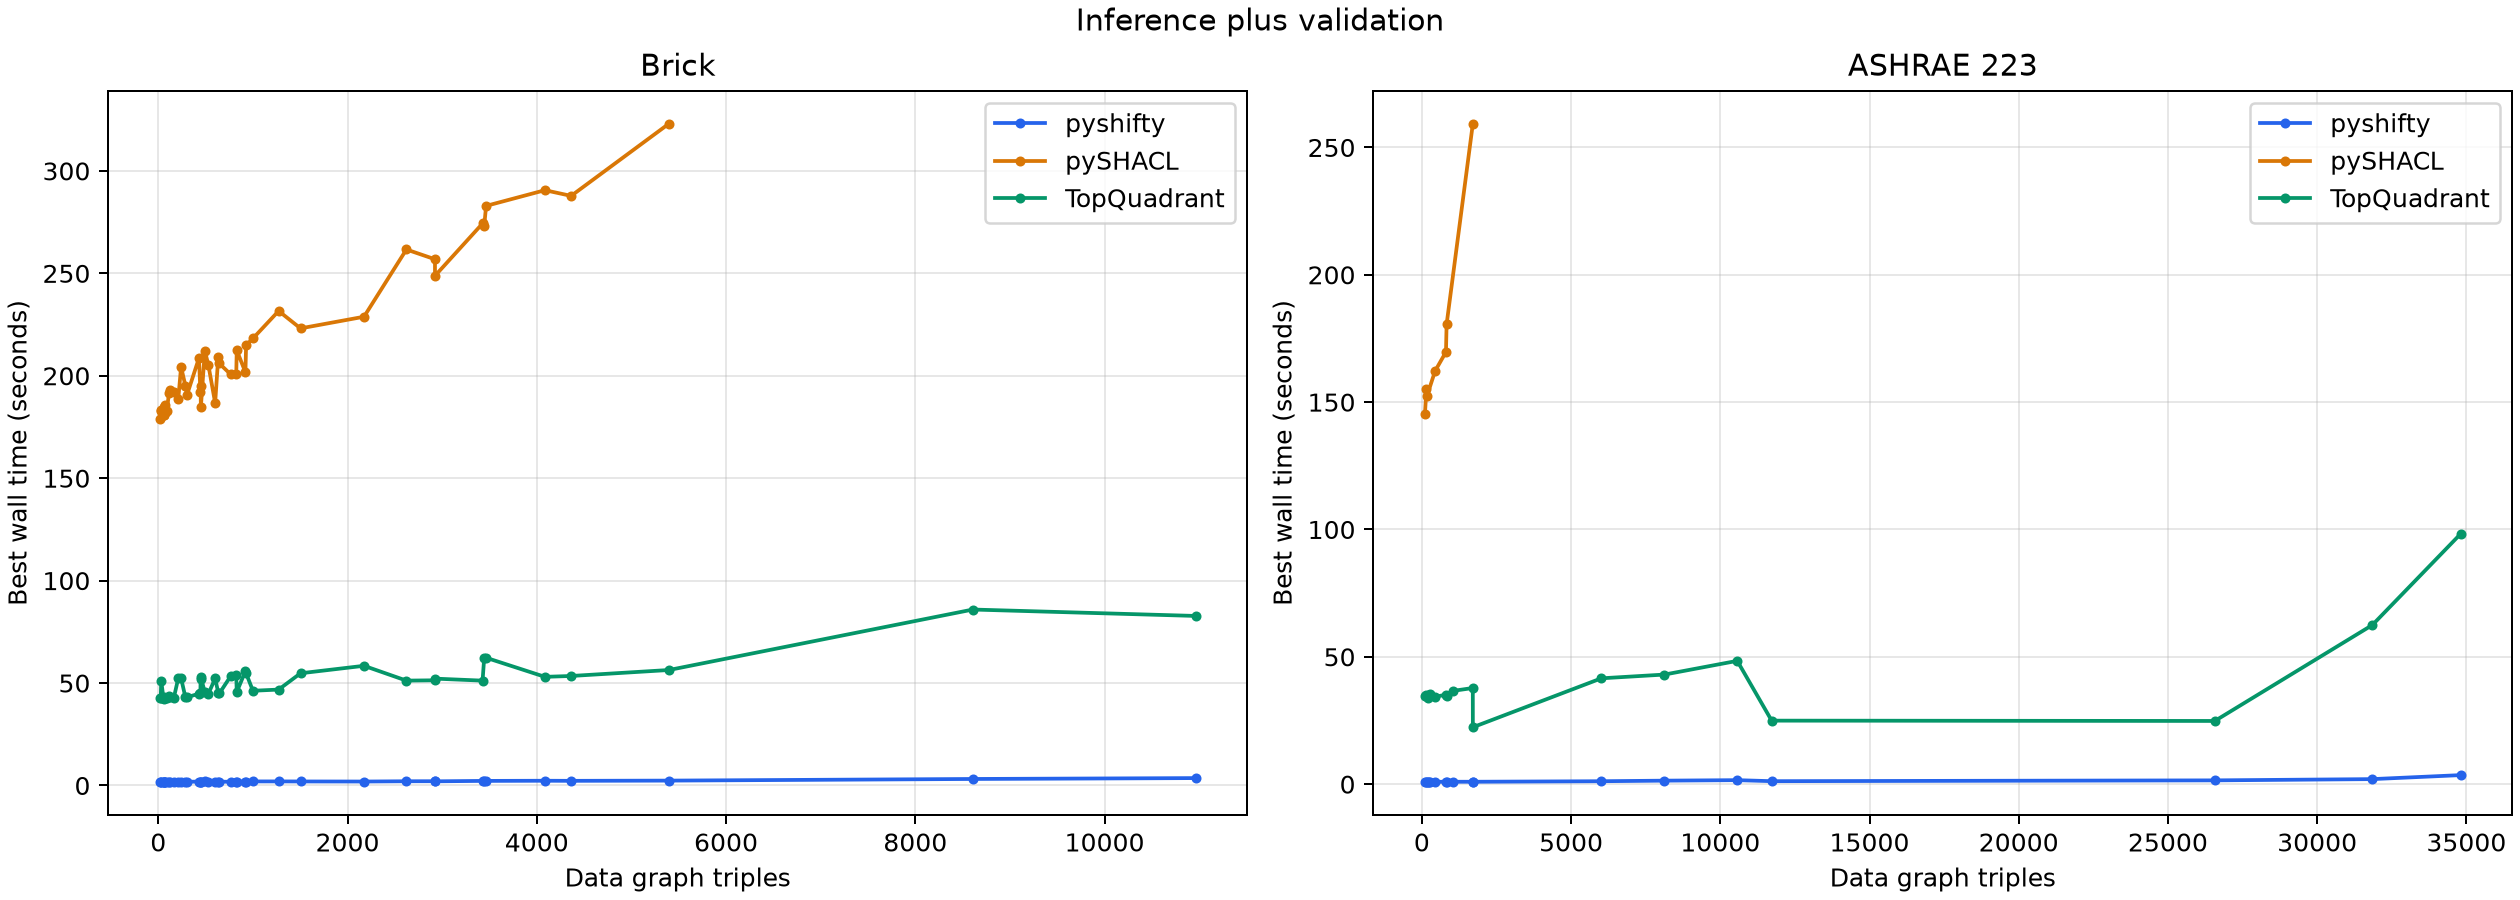 Inference plus validation
Brick
Best wall time (seconds)
300
250
200
150
100
50
0
0 2000 4000 6000 8000 10000
Data graph triples
pyshifty
pySHACL
TopQuadrant
ASHRAE 223
Best wall time (seconds)
250
200
150
100
50
0
0 5000 10000 15000 20000 25000 30000 35000
Data graph triples
pyshifty
pySHACL
TopQuadrant